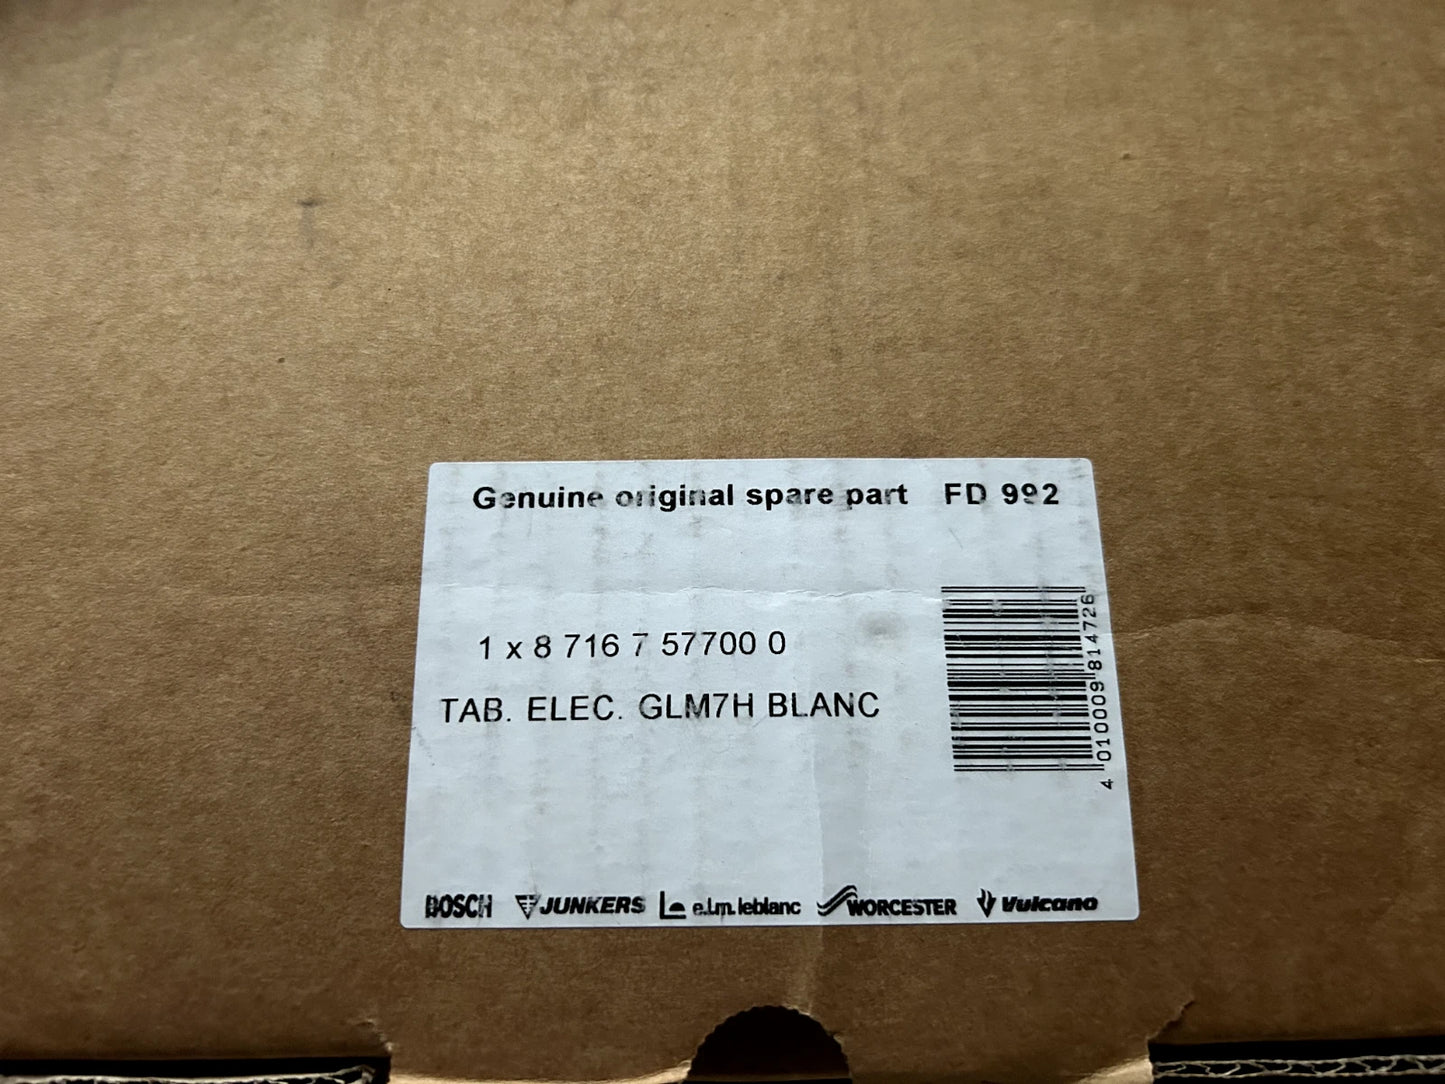 Genuine original spare part FD 992
1 x 8 716 7 57700 0
TAB. ELEC. GLM7H BLANC
4 010009 814726
BOSCH JUNKERS e.l.m. leblanc WORCESTER Vulcano